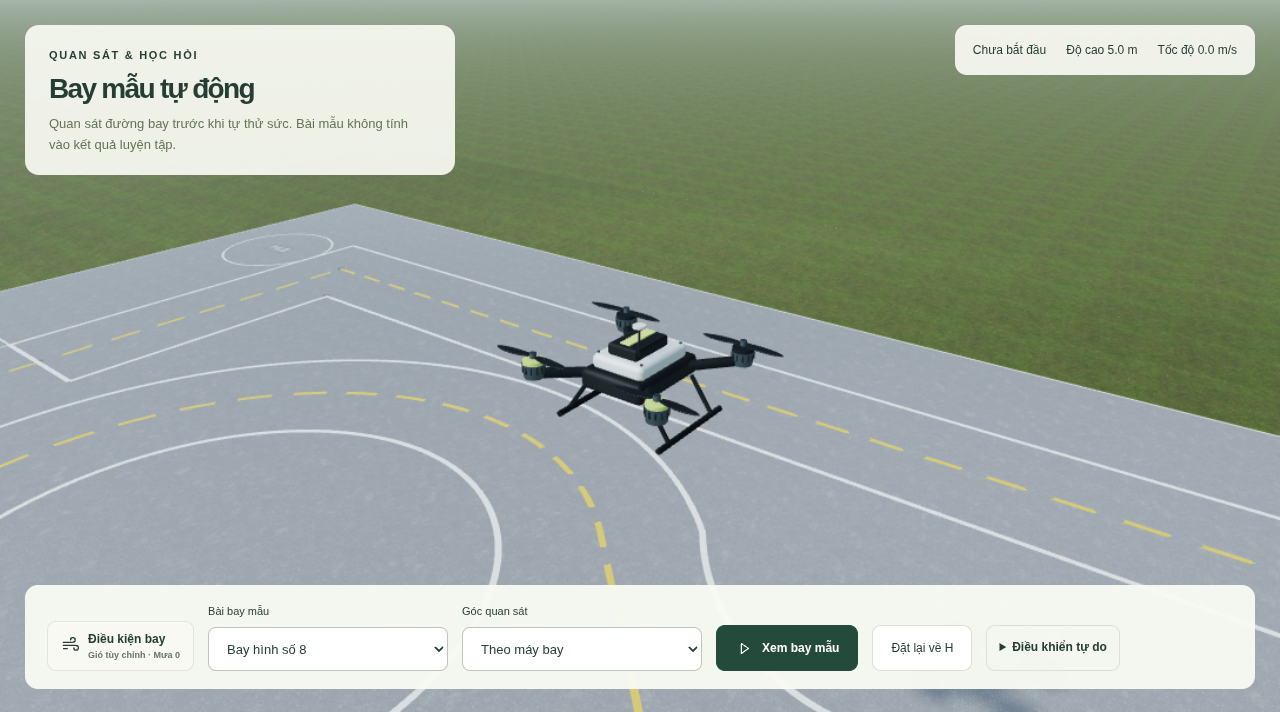 QUAN SÁT & HỌC HỎI
Bay mẫu tự động
Quan sát đường bay trước khi tự thử sức. Bài mẫu không tính
vào kết quả luyện tập.
Chưa bắt đầu Độ cao 5.0 m Tốc độ 0.0 m/s
Điều kiện bay
Gió tùy chỉnh · Mưa 0
Bài bay mẫu
Bay hình số 8
Góc quan sát
Theo máy bay
Xem bay mẫu
Đặt lại về H
Điều khiển tự do